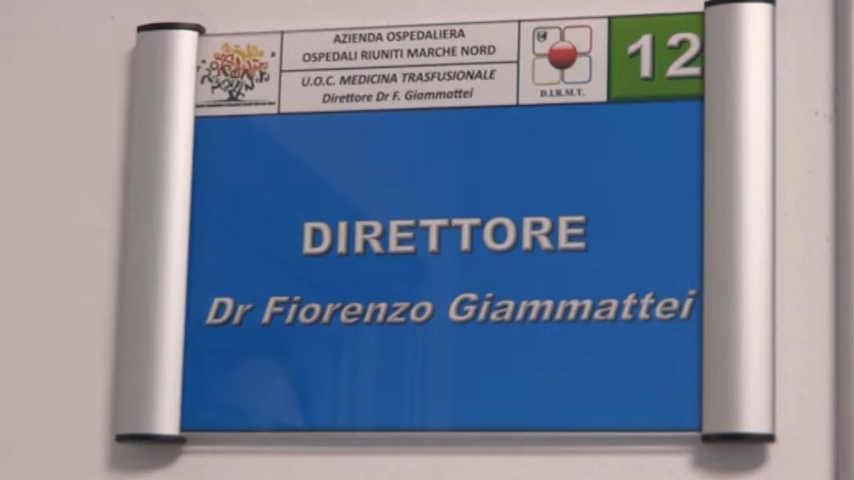 AZIENDA OSPEDALIERA
OSPEDALI RIUNITI MARCHE NORD
U.O.C. MEDICINA TRASFUSIONALE
Direttore Dr F. Giammattei
D.I.R.M.T.
12
DIRETTORE
Dr Fiorenzo Giammattei